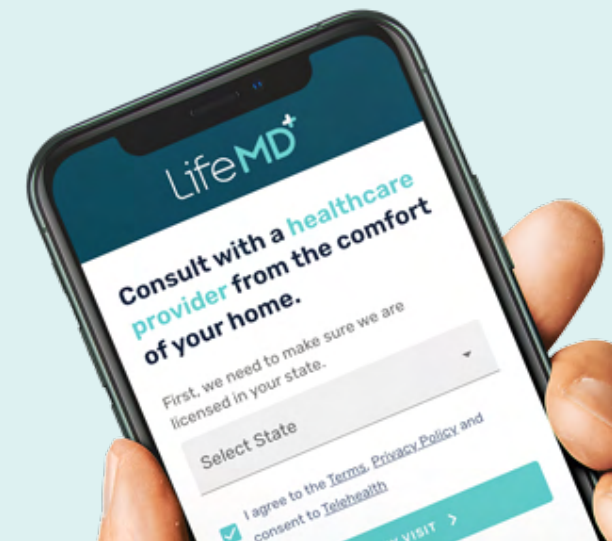 LifeMD
Consult with a healthcare
provider from the comfort
of your home.
First, we need to make sure we are
licensed in your state.
Select State
I agree to the Terms, Privacy Policy and
consent to Telehealth
VISIT >